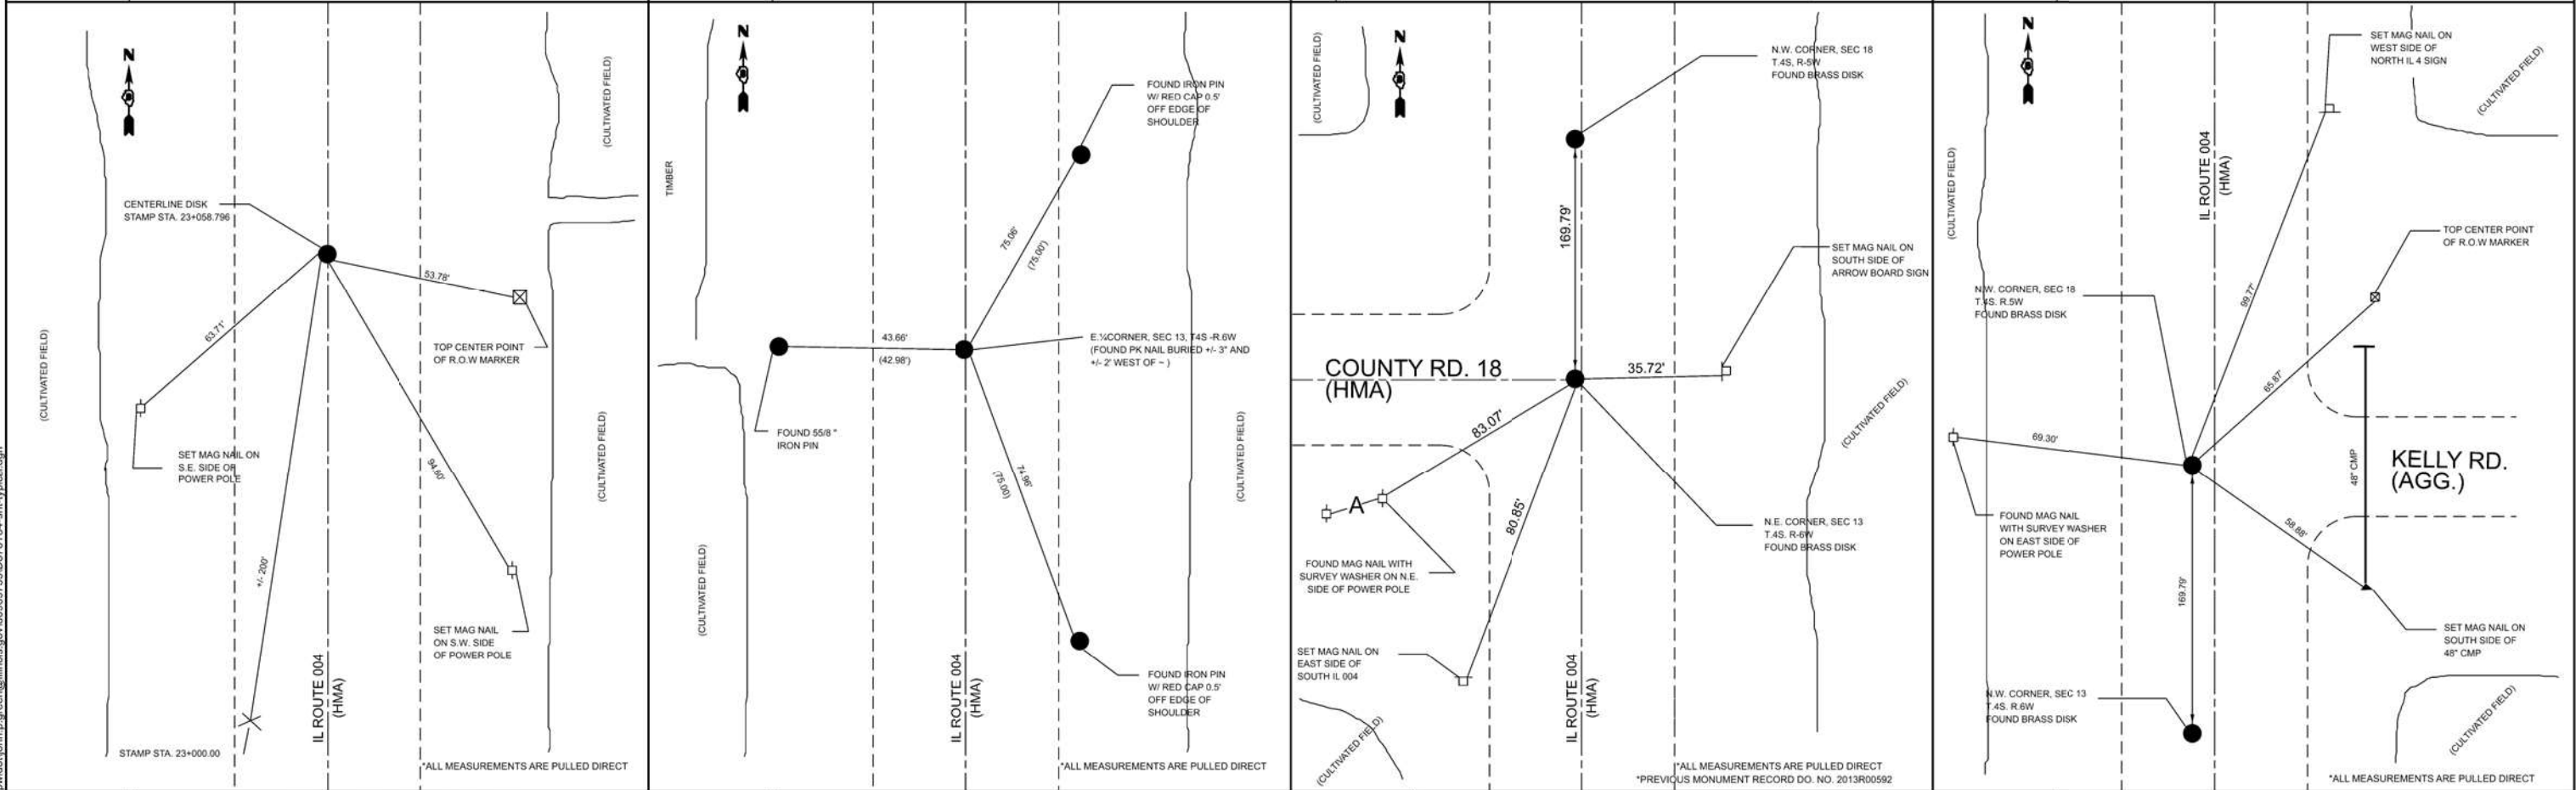 N
(CULTIVATED FIELD)
CENTERLINE DISK
STAMP STA. 23+058.796
53.78'
63.71'
(CULTIVATED FIELD)
TOP CENTER POINT
OF R.O.W MARKER
SET MAG NAIL ON
S.E. SIDE OF
POWER POLE
94.60'
(CULTIVATED FIELD)
+/- 200'
SET MAG NAIL
ON S.W. SIDE
OF POWER POLE
IL ROUTE 004
(HMA)
STAMP STA. 23+000.00
*ALL MEASUREMENTS ARE PULLED DIRECT
N
FOUND IRON PIN
W/ RED CAP 0.5'
OFF EDGE OF
SHOULDER
TIMBER
75.06'
(75.00')
43.66'
(42.98')
E.¼CORNER, SEC 13, T4S -R.6W
(FOUND PK NAIL BURIED +/- 3" AND
+/- 2' WEST OF ~ )
FOUND 55/8 "
IRON PIN
74.96'
(75.00)
(CULTIVATED FIELD)
(CULTIVATED FIELD)
FOUND IRON PIN
W/ RED CAP 0.5'
OFF EDGE OF
SHOULDER
IL ROUTE 004
(HMA)
*ALL MEASUREMENTS ARE PULLED DIRECT
(CULTIVATED FIELD)
N
N.W. CORNER, SEC 18
T.4S, R-5W
FOUND BRASS DISK
169.79'
SET MAG NAIL ON
SOUTH SIDE OF
ARROW BOARD SIGN
COUNTY RD. 18
(HMA)
35.72'
83.07'
(CULTIVATED FIELD)
A
80.85'
N.E. CORNER, SEC 13
T.4S. R-6W
FOUND BRASS DISK
FOUND MAG NAIL WITH
SURVEY WASHER ON N.E.
SIDE OF POWER POLE
SET MAG NAIL ON
EAST SIDE OF
SOUTH IL 004
IL ROUTE 004
(HMA)
(CULTIVATED FIELD)
*ALL MEASUREMENTS ARE PULLED DIRECT
*PREVIOUS MONUMENT RECORD DO. NO. 2013R00592
N
SET MAG NAIL ON
WEST SIDE OF
NORTH IL 4 SIGN
(CULTIVATED FIELD)
IL ROUTE 004
(HMA)
(CULTIVATED FIELD)
TOP CENTER POINT
OF R.O.W MARKER
N.W. CORNER, SEC 18
T.4S. R.5W
FOUND BRASS DISK
99.77'
65.87'
69.30'
48" CMP
KELLY RD.
(AGG.)
FOUND MAG NAIL
WITH SURVEY WASHER
ON EAST SIDE OF
POWER POLE
58.88'
169.79'
SET MAG NAIL ON
SOUTH SIDE OF
48" CMP
N.W. CORNER, SEC 13
T.4S. R.6W
FOUND BRASS DISK
(CULTIVATED FIELD)
*ALL MEASUREMENTS ARE PULLED DIRECT